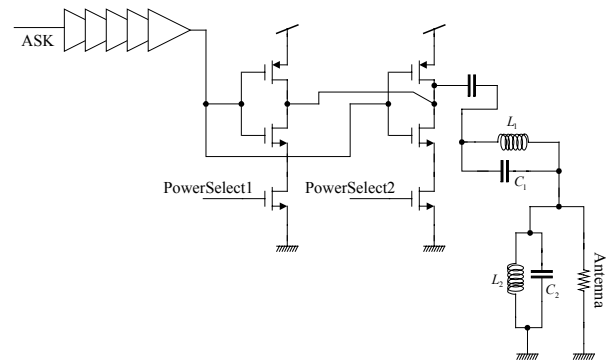 ASK
L₁
C₁
PowerSelect1
PowerSelect2
L₂
C₂
Antenna